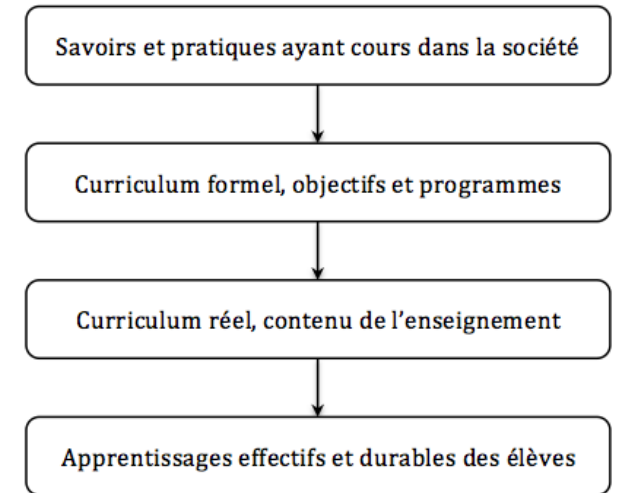 Savoirs et pratiques ayant cours dans la société
Curriculum formel, objectifs et programmes
Curriculum réel, contenu de l'enseignement
Apprentissages effectifs et durables des élèves